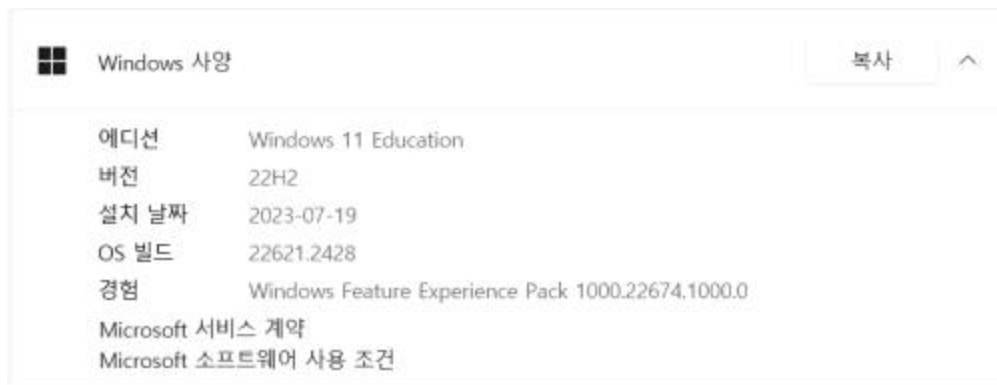 Windows 사양 복사
에디션 Windows 11 Education
버전 22H2
설치 날짜 2023-07-19
OS 빌드 22621.2428
경험 Windows Feature Experience Pack 1000.22674.1000.0
Microsoft 서비스 계약
Microsoft 소프트웨어 사용 조건